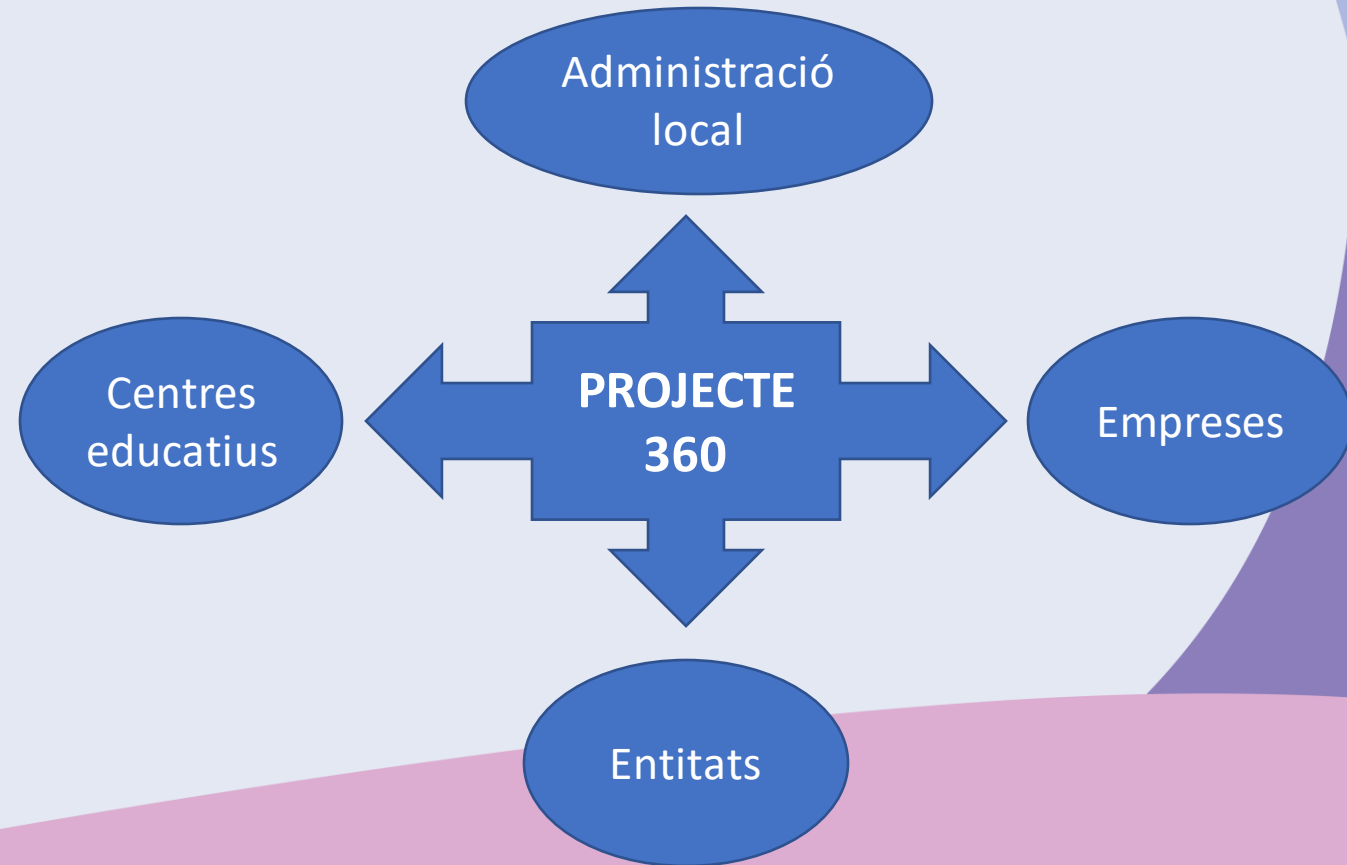 Administració
local
Centres
educatius
PROJECTE
360
Empreses
Entitats